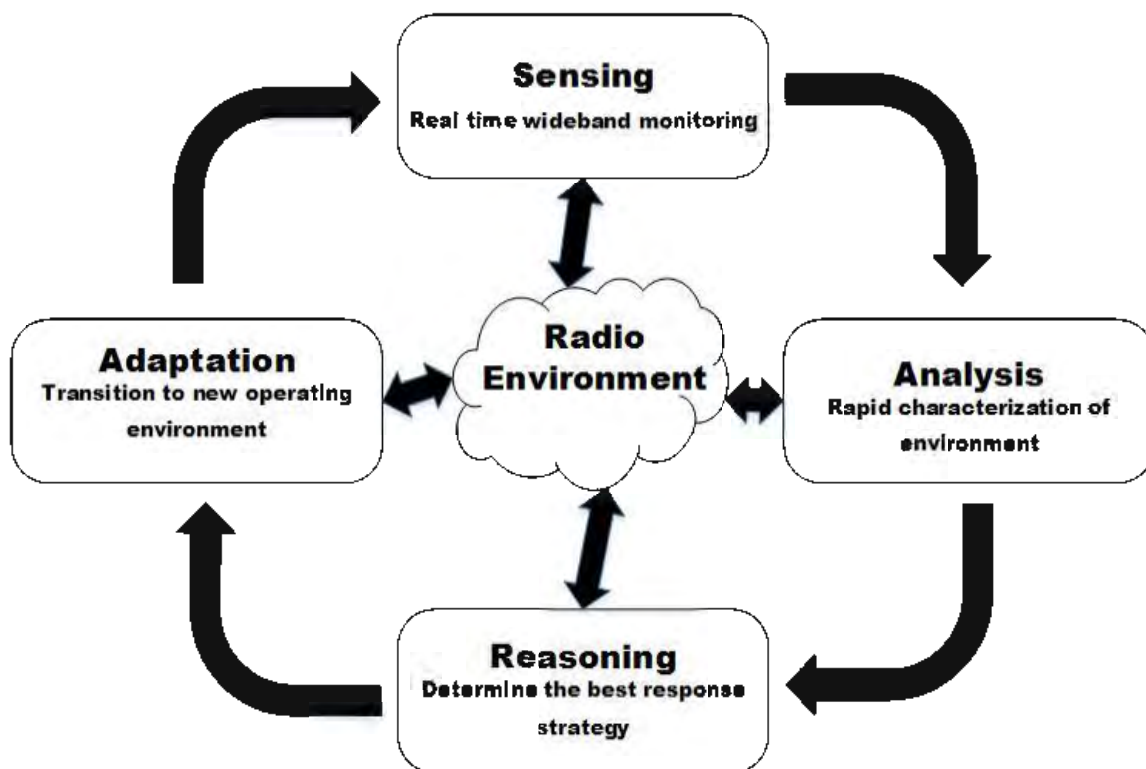 Sensing
Real time wideband monitoring
Radio
Environment
Adaptation
Transition to new operating
environment
Analysis
Rapid characterization of
environment
Reasoning
Determine the best response
strategy